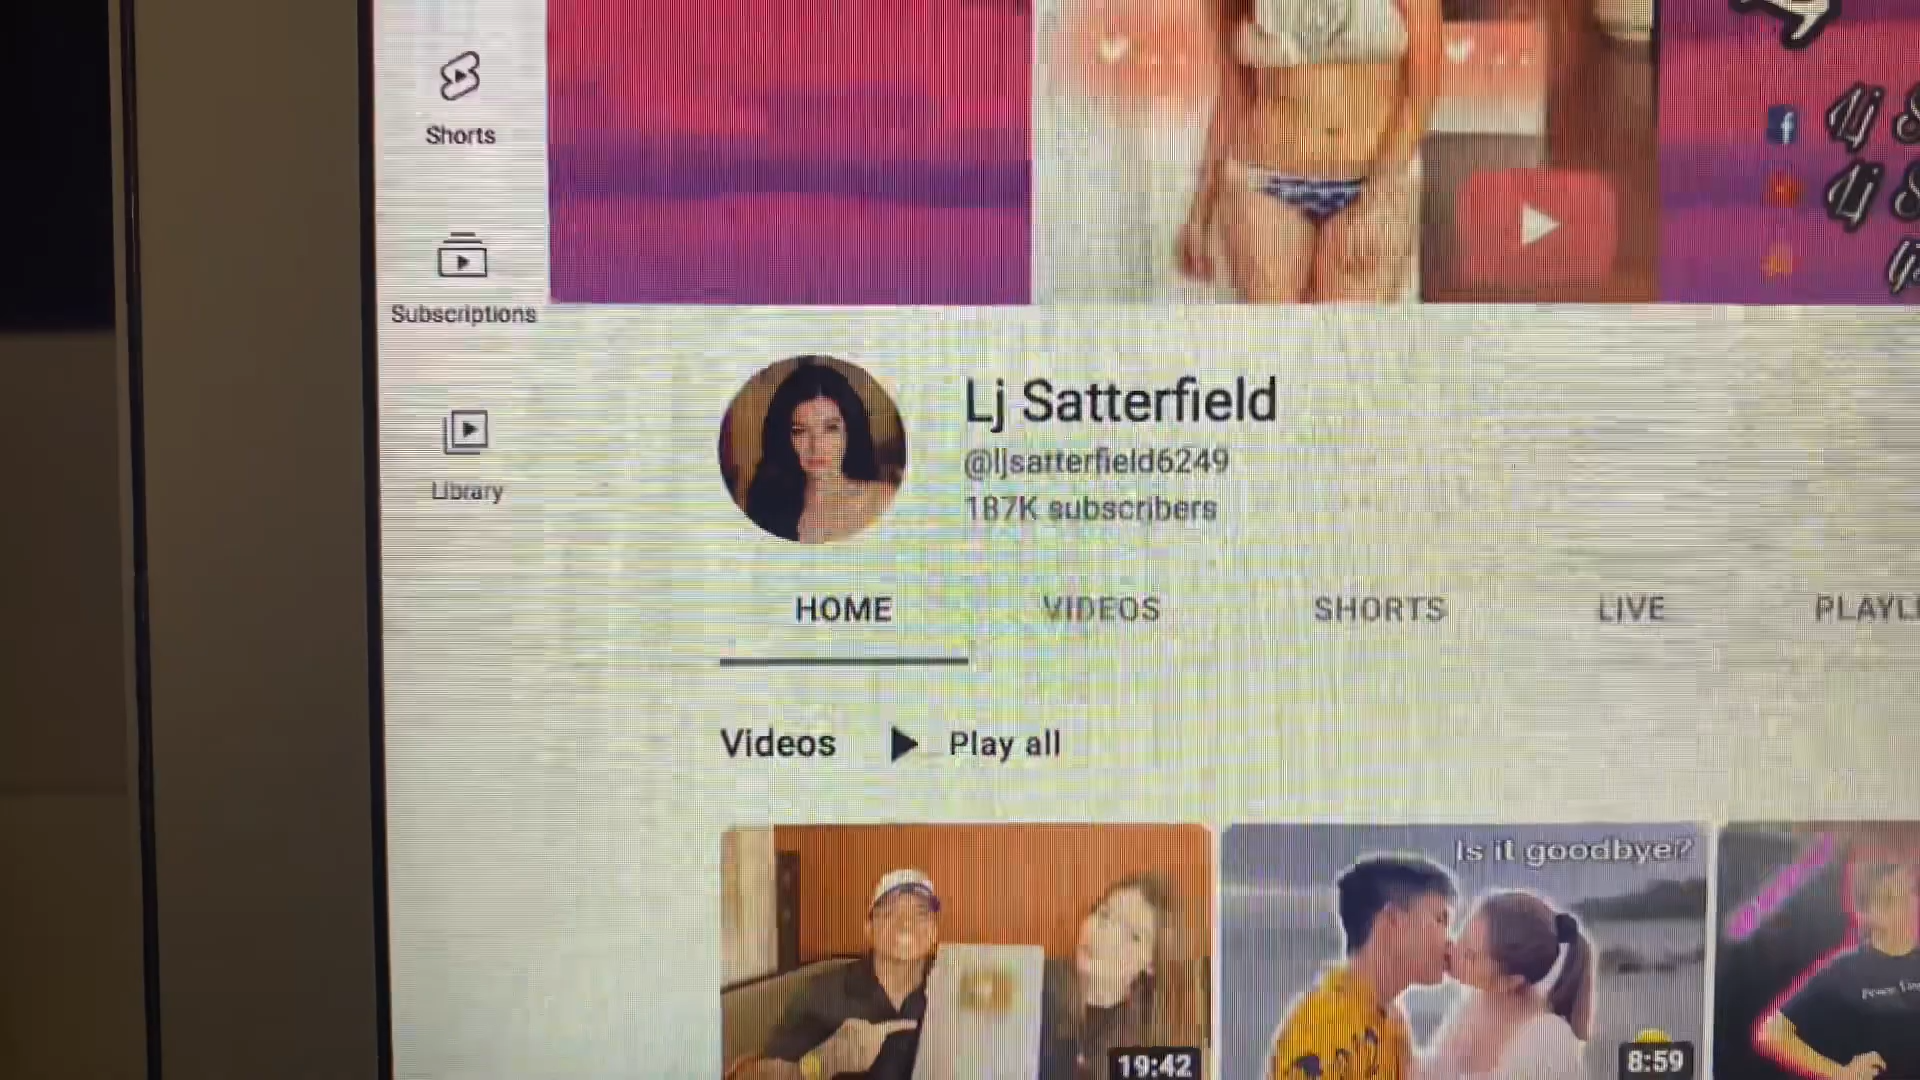 Shorts
Subscriptions
Library
Lj Satterfield
@ljsatterfield6249
187K subscribers
HOME VIDEOS SHORTS LIVE
Videos Play all
Is it goodbye?
19:42
8:59